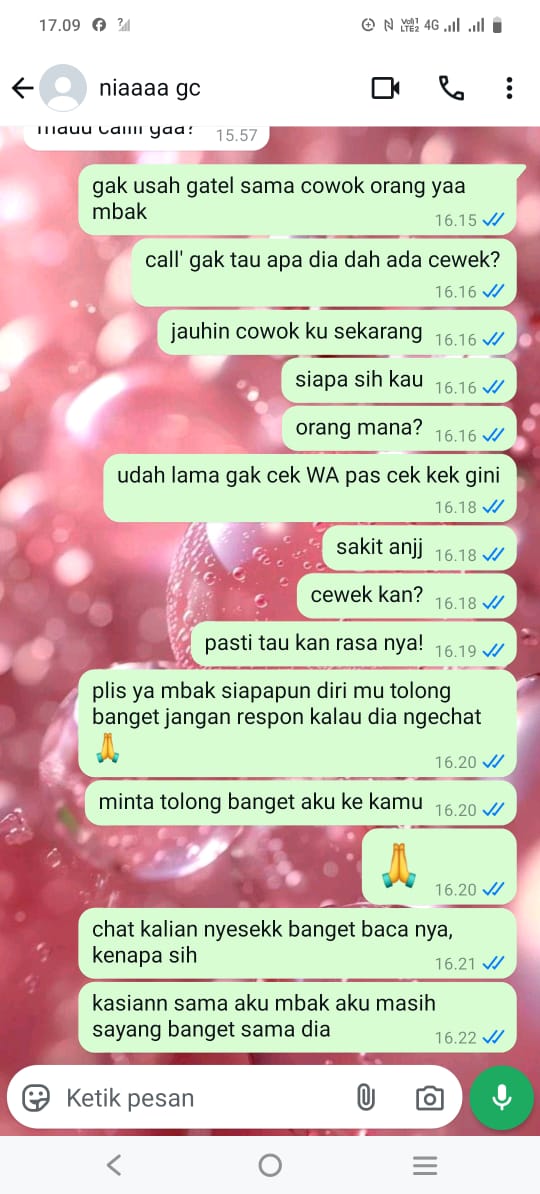 17.09
4G
niaaaa gc
15.57
gak usah gatel sama cowok orang yaa
mbak
16.15
call' gak tau apa dia dah ada cewek?
16.16
jauhin cowok ku sekarang 16.16
siapa sih kau 16.16
orang mana? 16.16
udah lama gak cek WA pas cek kek gini
16.18
sakit anjj 16.18
cewek kan? 16.18
pasti tau kan rasa nya! 16.19
plis ya mbak siapapun diri mu tolong
banget jangan respon kalau dia ngechat
🙏
16.20
minta tolong banget aku ke kamu 16.20
🙏 16.20
chat kalian nyesekk banget baca nya,
kenapa sih
16.21
kasiann sama aku mbak aku masih
sayang banget sama dia
16.22
Ketik pesan